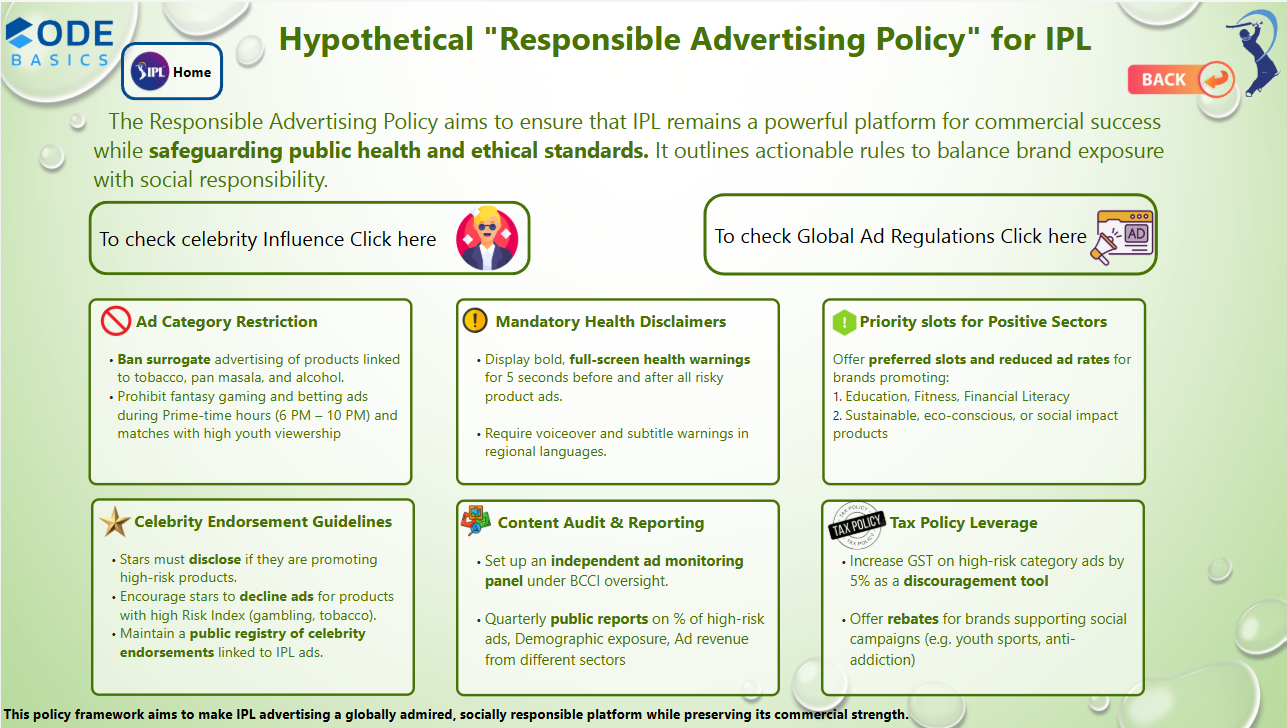 CODE
BASICS
IPL
Home
Hypothetical "Responsible Advertising Policy" for IPL
BACK
The Responsible Advertising Policy aims to ensure that IPL remains a powerful platform for commercial success
while safeguarding public health and ethical standards. It outlines actionable rules to balance brand exposure
with social responsibility.
To check celebrity Influence Click here
To check Global Ad Regulations Click here
AD
Ad Category Restriction
• Ban surrogate advertising of products linked
to tobacco, pan masala, and alcohol.
• Prohibit fantasy gaming and betting ads
during Prime-time hours (6 PM – 10 PM) and
matches with high youth viewership
Mandatory Health Disclaimers
• Display bold, full-screen health warnings
for 5 seconds before and after all risky
product ads.
• Require voiceover and subtitle warnings in
regional languages.
Priority slots for Positive Sectors
Offer preferred slots and reduced ad rates for
brands promoting:
1. Education, Fitness, Financial Literacy
2. Sustainable, eco-conscious, or social impact
products
Celebrity Endorsement Guidelines
• Stars must disclose if they are promoting
high-risk products.
• Encourage stars to decline ads for products
with high Risk Index (gambling, tobacco).
• Maintain a public registry of celebrity
endorsements linked to IPL ads.
Content Audit & Reporting
• Set up an independent ad monitoring
panel under BCCI oversight.
• Quarterly public reports on % of high-risk
ads, Demographic exposure, Ad revenue
from different sectors
TAX POLICY
TAX POLICY
TAX POLICY
Tax Policy Leverage
• Increase GST on high-risk category ads by
5% as a discouragement tool
• Offer rebates for brands supporting social
campaigns (e.g. youth sports, anti-
addiction)
This policy framework aims to make IPL advertising a globally admired, socially responsible platform while preserving its commercial strength.